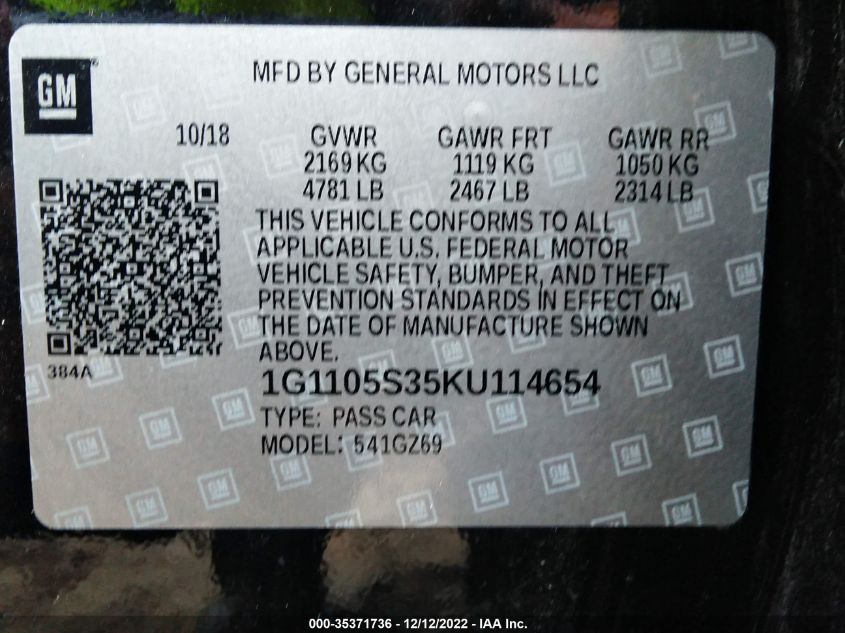 GM
MFD BY GENERAL MOTORS LLC
10/18 GVWR GAWR FRT GAWR RR
2169 KG 1119 KG 1050 KG
4781 LB 2467 LB 2314 LB
THIS VEHICLE CONFORMS TO ALL
APPLICABLE U.S. FEDERAL MOTOR
VEHICLE SAFETY, BUMPER, AND THEFT
PREVENTION STANDARDS IN EFFECT ON
THE DATE OF MANUFACTURE SHOWN
ABOVE.
384A
1G1105S35KU114654
TYPE: PASS CAR
MODEL: 541GZ69
000-35371736 - 12/12/2022 - IAA Inc.